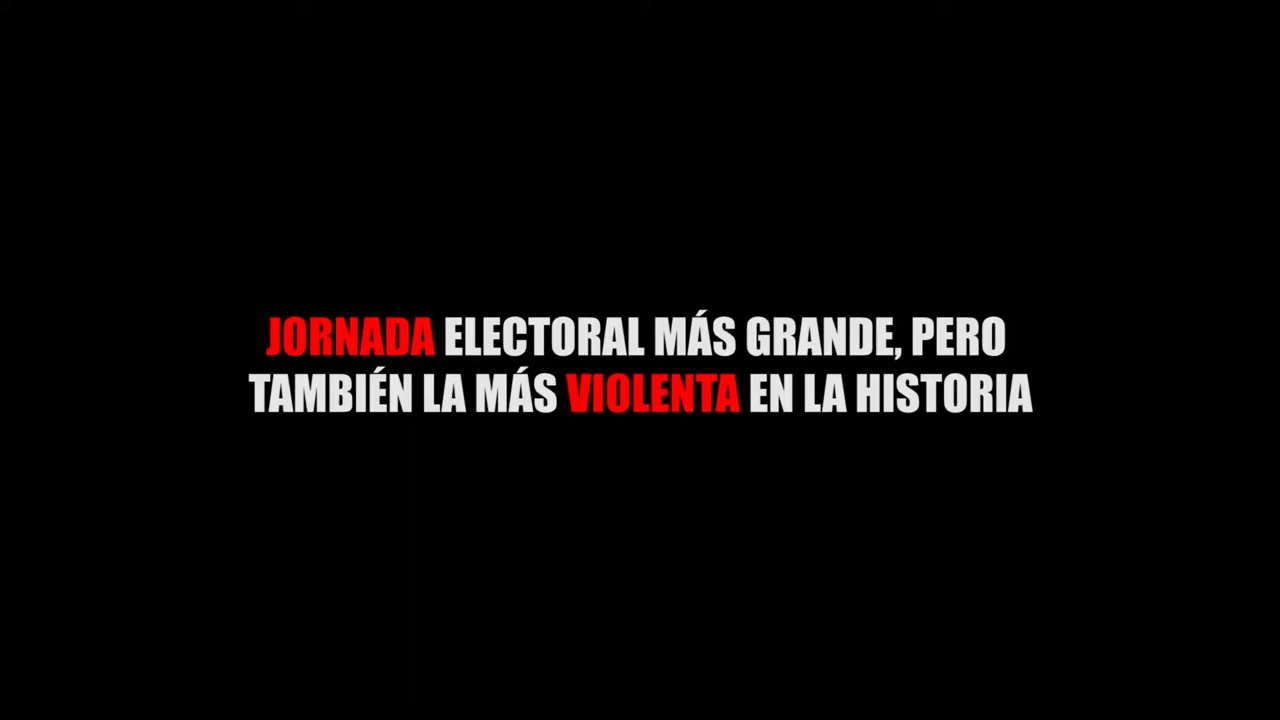 JORNADA ELECTORAL MÁS GRANDE, PERO
TAMBIÉN LA MÁS VIOLENTA EN LA HISTORIA